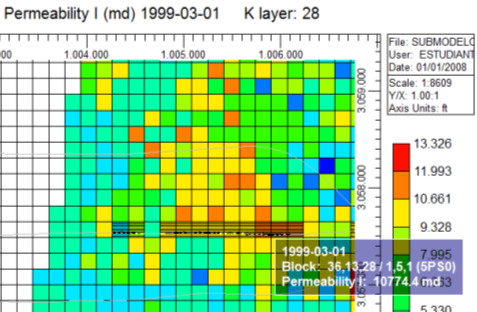 Permeability I (md) 1999-03-01 K layer: 28
1.004.000 1.005.000 1.006.000
File: SUBMODELO
User: ESTUDIANT
Date: 01/01/2008
Scale: 1:8609
Y/X: 1.00:1
Axis Units: ft
3.059.000
3.058.000
13.326
11.993
10.661
9.328
7.995
5.330
1999-03-01
Block: 36,13,28 / 1,5,1 (5PS0)
Permeability I: 10774.4 md